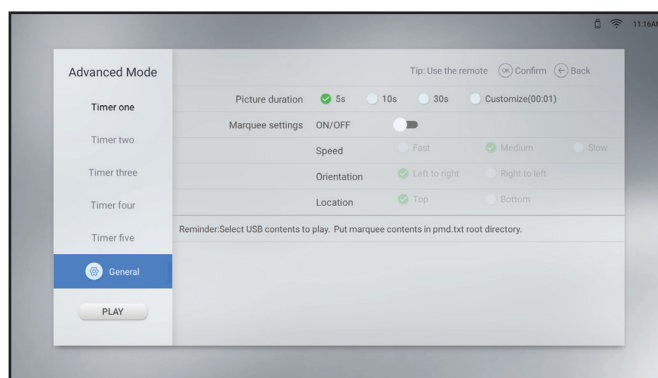 11:16AM
Advanced Mode
Tip: Use the remote OK Confirm Back
Timer one
Picture duration 5s 10s 30s Customize(00:01)
Marquee settings ON/OFF
Timer two
Speed Fast Medium Slow
Timer three
Orientation Left to right Right to left
Timer four
Location Top Bottom
Reminder:Select USB contents to play. Put marquee contents in pmd.txt root directory.
Timer five
General
PLAY